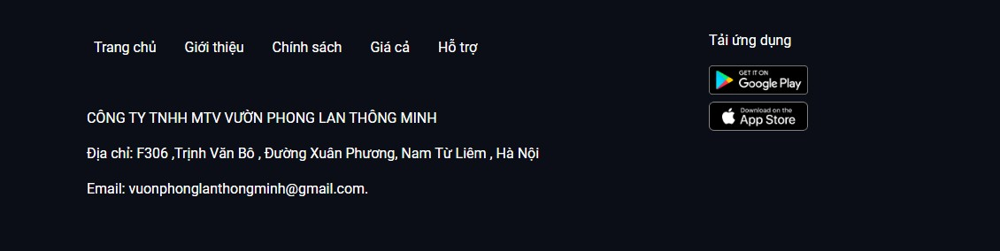 Trang chủ Giới thiệu Chính sách Giá cả Hỗ trợ
CÔNG TY TNHH MTV VƯỜN PHONG LAN THÔNG MINH
Địa chỉ: F306 ,Trịnh Văn Bô , Đường Xuân Phương, Nam Từ Liêm , Hà Nội
Email: vuonphonglanthongminh@gmail.com.
Tải ứng dụng
GET IT ON
Google Play
Download on the
App Store